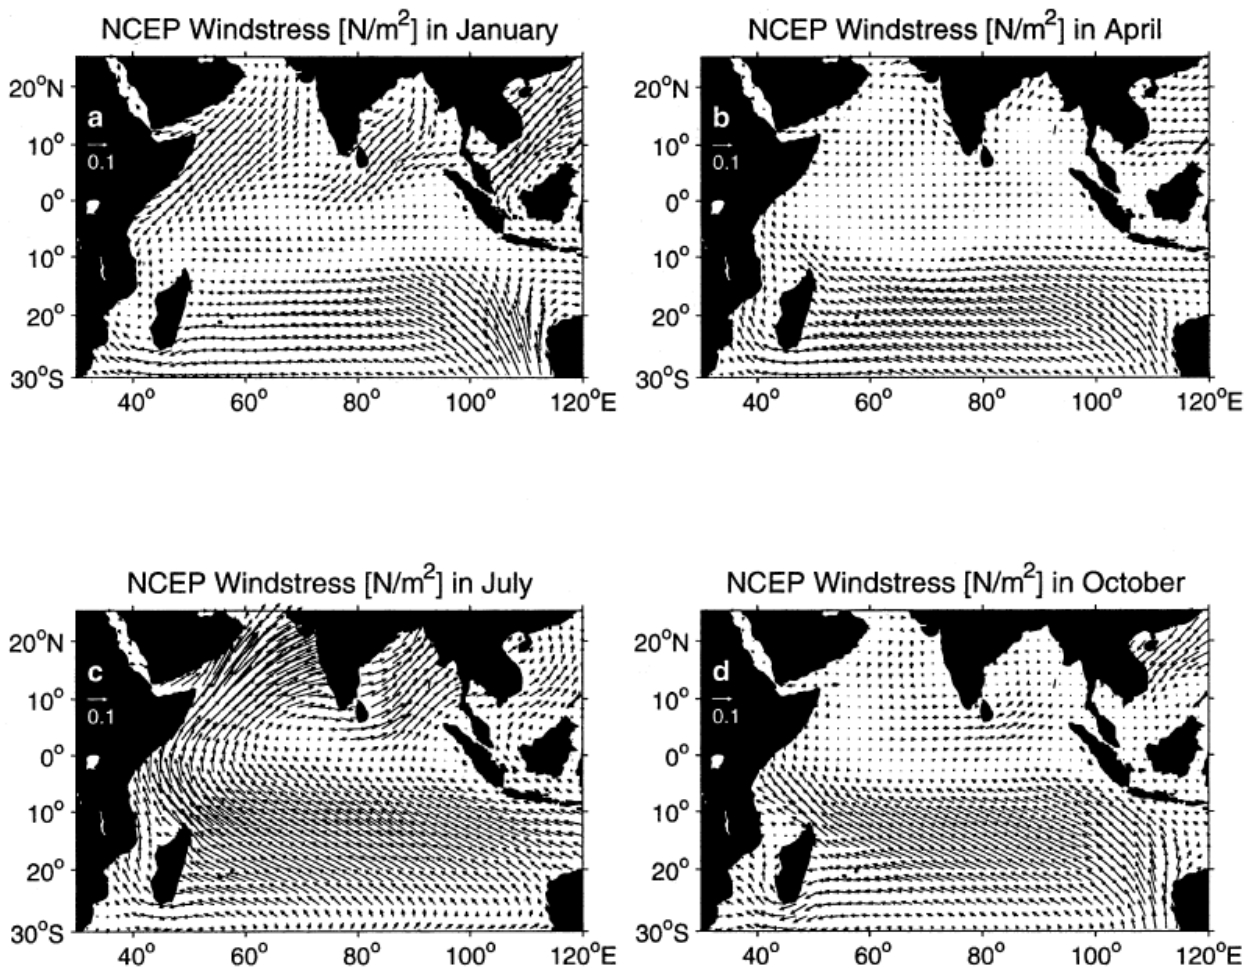 NCEP Windstress [N/m²] in January
20°N
a
10°
0.1
0°
10°
20°
30°S
40°
60°
80°
100°
120°E
NCEP Windstress [N/m²] in April
20°N
b
10°
0.1
0°
10°
20°
30°S
40°
60°
80°
100°
120°E
NCEP Windstress [N/m²] in July
20°N
c
10°
0.1
0°
10°
20°
30°S
40°
60°
80°
100°
120°E
NCEP Windstress [N/m²] in October
20°N
d
10°
0.1
0°
10°
20°
30°S
40°
60°
80°
100°
120°E